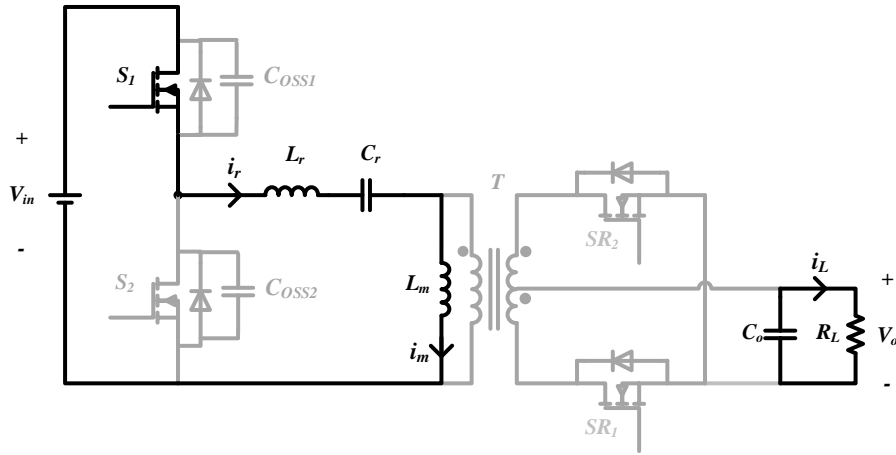 S1
COSS1
+
Vin
-
ir
Lr
Cr
T
SR2
S2
COSS2
Lm
im
iL
+
Co
RL
Vo
-
SR1